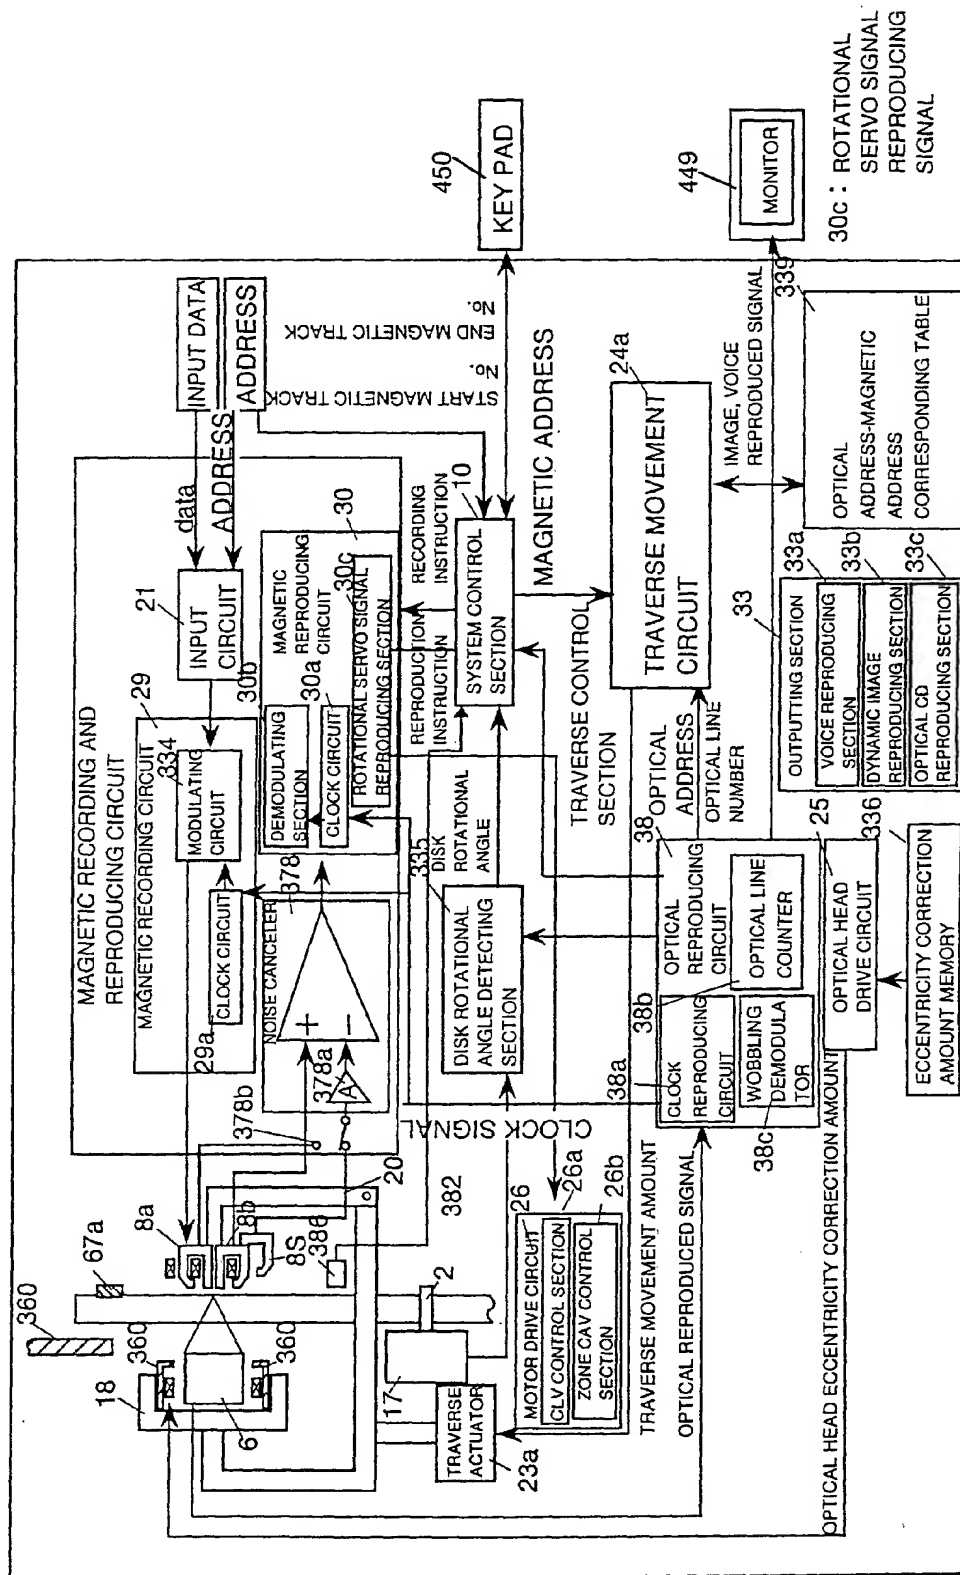 MAGNETIC RECORDING AND
REPRODUCING CIRCUIT
29
MAGNETIC RECORDING CIRCUIT
334
MODULATING
CIRCUIT
CLOCK CIRCUIT
29a
21
INPUT
CIRCUIT
data
ADDRESS
INPUT DATA
ADDRESS
NOISE CANCELER
378
+
−
A
378a
378b
30b
DEMODULATING
SECTION
CLOCK CIRCUIT
30a
MAGNETIC
REPRODUCING
CIRCUIT
30c
ROTATIONAL SERVO SIGNAL
REPRODUCING SECTION
30
START MAGNETIC TRACK
No.
END MAGNETIC TRACK
No.
450
KEY PAD
360
67a
8a
8b
8S
386
20
382
360
18
360
6
2
17
TRAVERSE
ACTUATOR
23a
335
DISK
ROTATIONAL
ANGLE
DISK ROTATIONAL
ANGLE DETECTING
SECTION
REPRODUCTION
INSTRUCTION
RECORDING
INSTRUCTION
10
SYSTEM CONTROL
SECTION
MAGNETIC ADDRESS
TRAVERSE CONTROL
SECTION
24a
TRAVERSE MOVEMENT
CIRCUIT
CLOCK SIGNAL
26
MOTOR DRIVE CIRCUIT
26a
CLV CONTROL SECTION
26b
ZONE CAV CONTROL
SECTION
TRAVERSE MOVEMENT AMOUNT
OPTICAL REPRODUCED SIGNAL
OPTICAL HEAD ECCENTRICITY CORRECTION AMOUNT
38
OPTICAL
REPRODUCING
CIRCUIT
38a
CLOCK
REPRODUCING
CIRCUIT
38b
OPTICAL LINE
COUNTER
WOBBLING
DEMODULA
TOR
38c
OPTICAL
ADDRESS
OPTICAL LINE
NUMBER
25
OPTICAL HEAD
DRIVE CIRCUIT
336
ECCENTRICITY CORRECTION
AMOUNT MEMORY
33
OUTPUTTING SECTION
33a
VOICE REPRODUCING
SECTION
33b
DYNAMIC IMAGE
REPRODUCING SECTION
33c
OPTICAL CD
REPRODUCING SECTION
IMAGE, VOICE
REPRODUCED SIGNAL
339
OPTICAL
ADDRESS-MAGNETIC
ADDRESS
CORRESPONDING TABLE
449
MONITOR
30c : ROTATIONAL
SERVO SIGNAL
REPRODUCING
SIGNAL